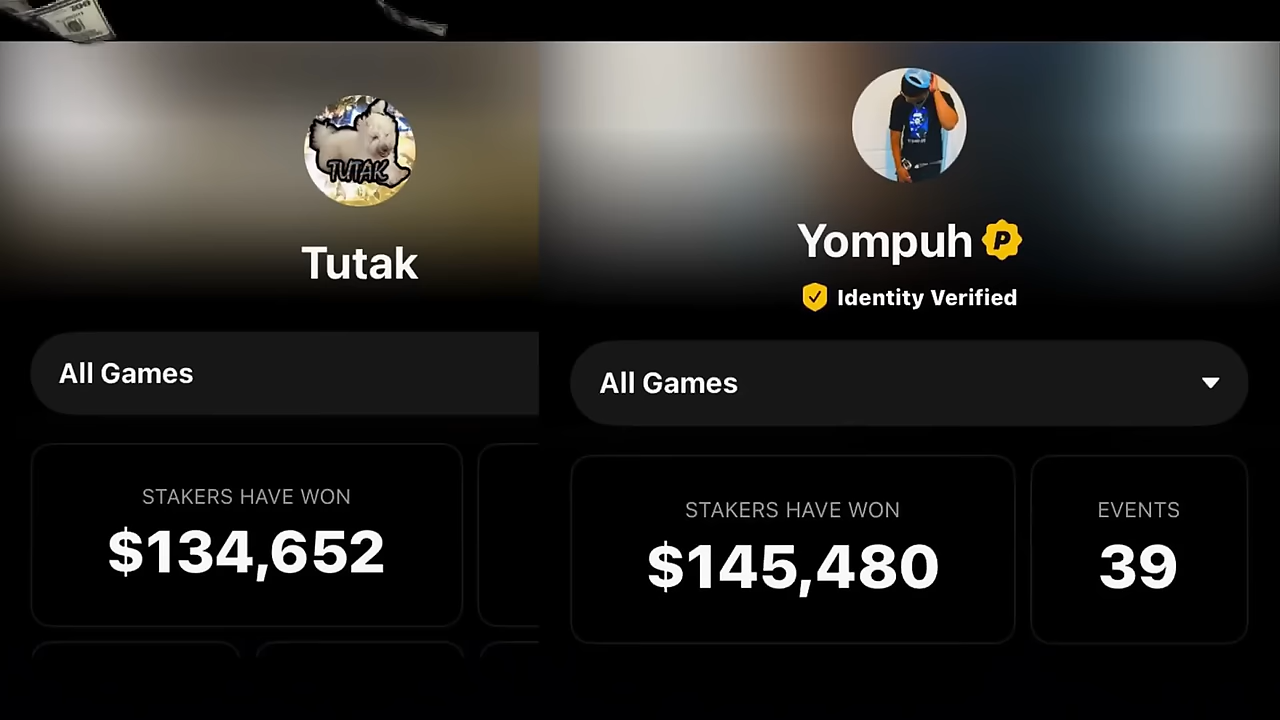 100
TUTAK
Tutak
All Games
STAKERS HAVE WON
$134,652
Yompuh P
Identity Verified
All Games
STAKERS HAVE WON
$145,480
EVENTS
39